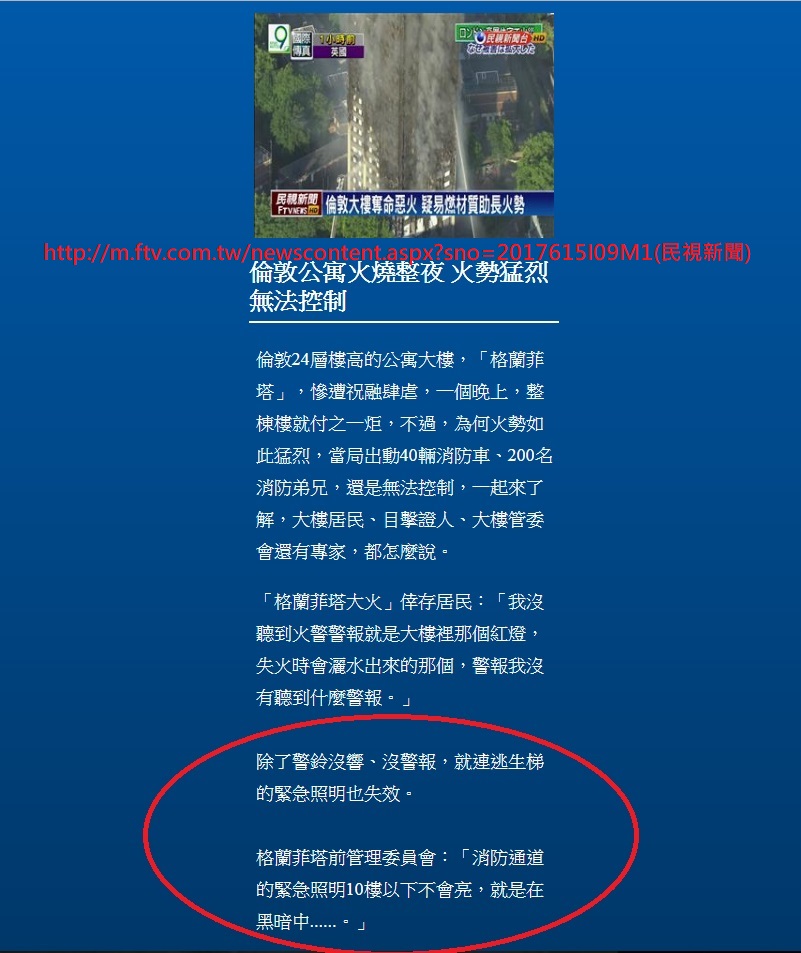 9
國際
傳真
1小時前
英國
民視新聞台 HD
民視新聞
FTVNEWS HD
倫敦大樓奪命惡火 疑易燃材質助長火勢
http://m.ftv.com.tw/newscontent.aspx?sno=2017615I09M1(民視新聞)
倫敦公寓火燒整夜 火勢猛烈
無法控制
倫敦24層樓高的公寓大樓，「格蘭菲
塔」，慘遭祝融肆虐，一個晚上，整
棟樓就付之一炬，不過，為何火勢如
此猛烈，當局出動40輛消防車、200名
消防弟兄，還是無法控制，一起來了
解，大樓居民、目擊證人、大樓管委
會還有專家，都怎麼說。
「格蘭菲塔大火」倖存居民：「我沒
聽到火警警報就是大樓裡那個紅燈，
失火時會灑水出來的那個，警報我沒
有聽到什麼警報。」
除了警鈴沒響、沒警報，就連逃生梯
的緊急照明也失效。
格蘭菲塔前管理委員會：「消防通道
的緊急照明10樓以下不會亮，就是在
黑暗中......。」